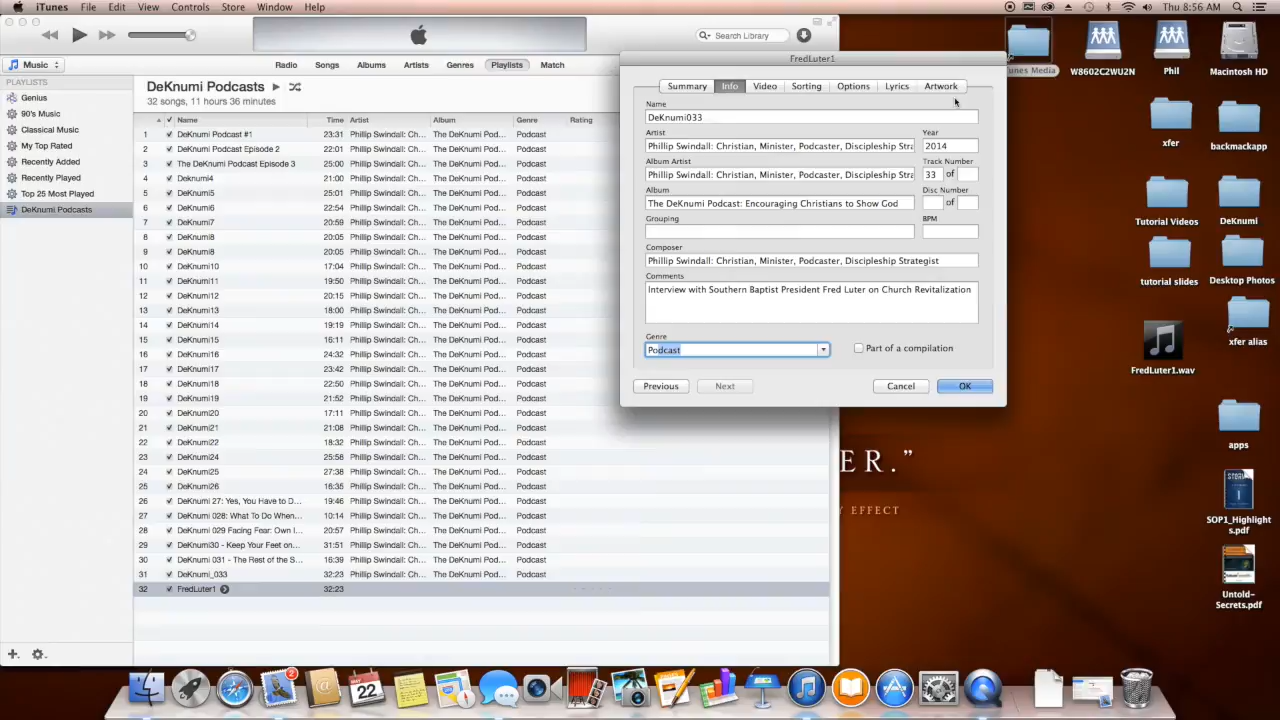 iTunes File Edit View Controls Store Window Help Thu 8:56 AM
Search Library
Music Radio Songs Albums Artists Genres Playlists Match
PLAYLISTS
Genius
90's Music
Classical Music
My Top Rated
Recently Added
Recently Played
Top 25 Most Played
DeKnumi Podcasts
DeKnumi Podcasts
32 songs, 11 hours 36 minutes
Name Time Artist Album Genre Rating
1 DeKnumi Podcast #1 23:31 Phillip Swindall: Ch... The DeKnumi Pod... Podcast
2 DeKnumi Podcast Episode 2 22:01 Phillip Swindall: Ch... The DeKnumi Pod... Podcast
3 The DeKnumi Podcast Episode 3 25:00 Phillip Swindall: Ch... The DeKnumi Pod... Podcast
4 Deknumi4 21:00 Phillip Swindall: Ch... The DeKnumi Pod... Podcast
5 DeKnumi5 25:01 Phillip Swindall: Ch... The DeKnumi Pod... Podcast
6 DeKnumi6 22:54 Phillip Swindall: Ch... The DeKnumi Pod... Podcast
7 DeKnumi7 20:59 Phillip Swindall: Ch... The DeKnumi Pod... Podcast
8 DeKnumi8 20:05 Phillip Swindall: Ch... The DeKnumi Pod... Podcast
9 DeKnumi8 20:05 Phillip Swindall: Ch... The DeKnumi Pod... Podcast
10 DeKnumi10 17:04 Phillip Swindall: Ch... The DeKnumi Pod... Podcast
11 DeKnumi11 19:50 Phillip Swindall: Ch... The DeKnumi Pod... Podcast
12 DeKnumi12 20:15 Phillip Swindall: Ch... The DeKnumi Pod... Podcast
13 DeKnumi13 18:00 Phillip Swindall: Ch... The DeKnumi Pod... Podcast
14 DeKnumi14 14:19 Phillip Swindall: Ch... The DeKnumi Pod... Podcast
15 DeKnumi15 16:11 Phillip Swindall: Ch... The DeKnumi Pod... Podcast
16 DeKnumi16 24:32 Phillip Swindall: Ch... The DeKnumi Pod... Podcast
17 DeKnumi17 23:42 Phillip Swindall: Ch... The DeKnumi Pod... Podcast
18 DeKnumi18 22:50 Phillip Swindall: Ch... The DeKnumi Pod... Podcast
19 DeKnumi19 21:52 Phillip Swindall: Ch... The DeKnumi Pod... Podcast
20 DeKnumi20 17:11 Phillip Swindall: Ch... The DeKnumi Pod... Podcast
21 DeKnumi21 21:08 Phillip Swindall: Ch... The DeKnumi Pod... Podcast
22 DeKnumi22 18:32 Phillip Swindall: Ch... The DeKnumi Pod... Podcast
23 DeKnumi24 25:58 Phillip Swindall: Ch... The DeKnumi Pod... Podcast
24 DeKnumi25 27:38 Phillip Swindall: Ch... The DeKnumi Pod... Podcast
25 DeKnumi26 16:35 Phillip Swindall: Ch... The DeKnumi Pod... Podcast
26 DeKnumi 27: Yes, You Have to D... 19:46 Phillip Swindall: Ch... The DeKnumi Pod... Podcast
27 DeKnumi 028: What To Do When... 10:14 Phillip Swindall: Ch... The DeKnumi Pod... Podcast
28 DeKnumi 029 Facing Fear: Own I... 20:57 Phillip Swindall: Ch... The DeKnumi Pod... Podcast
29 DeKnumi30 - Keep Your Feet on... 31:51 Phillip Swindall: Ch... The DeKnumi Pod... Podcast
30 DeKnumi 031 - The Rest of the S... 16:39 Phillip Swindall: Ch... The DeKnumi Pod... Podcast
31 DeKnumi_033 32:23 Phillip Swindall: Ch... The DeKnumi Pod... Podcast
32 FredLuter1 32:23
FredLuter1
Summary Info Video Sorting Options Lyrics Artwork
Name
DeKnumi033
Artist Year
Phillip Swindall: Christian, Minister, Podcaster, Discipleship Stra 2014
Album Artist Track Number
Phillip Swindall: Christian, Minister, Podcaster, Discipleship Stra 33 of
Album Disc Number
The DeKnumi Podcast: Encouraging Christians to Show God of
Grouping BPM
Composer
Phillip Swindall: Christian, Minister, Podcaster, Discipleship Strategist
Comments
Interview with Southern Baptist President Fred Luter on Church Revitalization
Genre
Podcast Part of a compilation
Previous Next Cancel OK
ER.”
Y EFFECT
Tunes Media W8602C2WU2N Phil Macintosh HD
xfer backmackapp
Tutorial Videos DeKnumi
tutorial slides Desktop Photos
xfer alias
FredLuter1.wav
apps
SOP1_Highlight
s.pdf
Untold-
Secrets.pdf
2
MAY
22